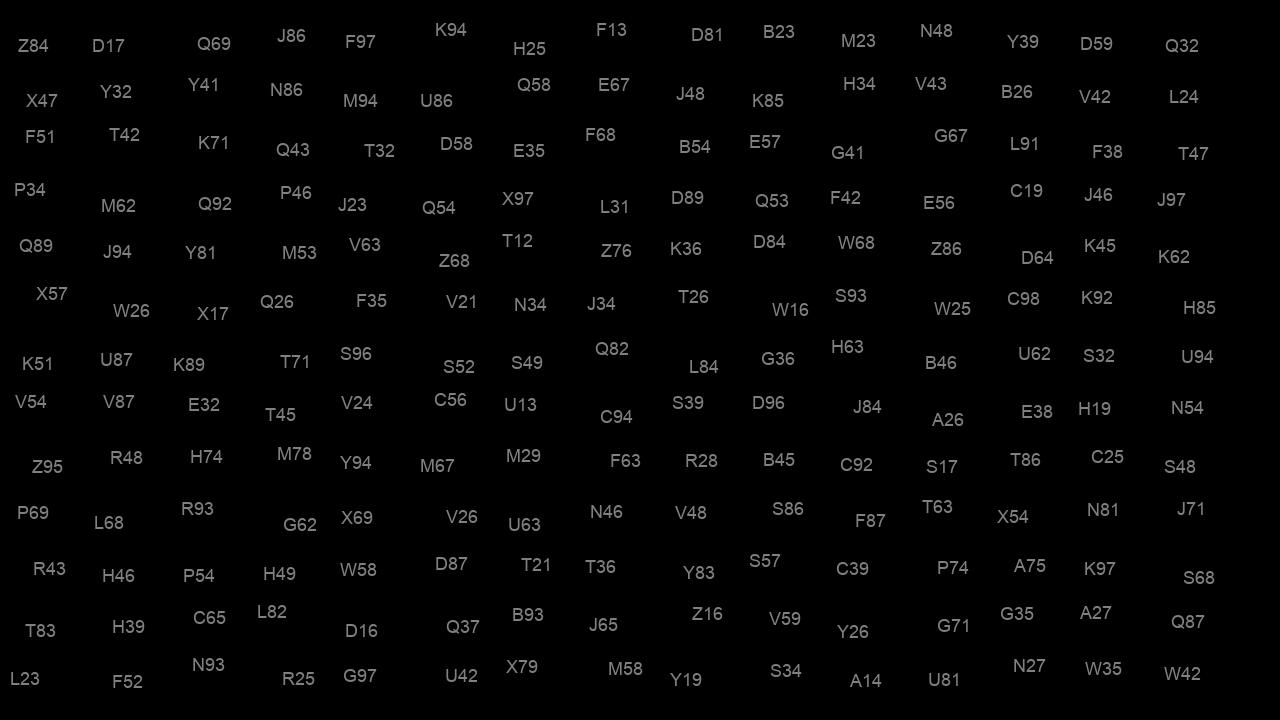 Z84 D17 Q69 J86 F97 K94 H25 F13 D81 B23 M23 N48 Y39 D59 Q32
X47 Y32 Y41 N86 M94 U86 Q58 E67 J48 K85 H34 V43 B26 V42 L24
F51 T42 K71 Q43 T32 D58 E35 F68 B54 E57 G41 G67 L91 F38 T47
P34 M62 Q92 P46 J23 Q54 X97 L31 D89 Q53 F42 E56 C19 J46 J97
Q89 J94 Y81 M53 V63 Z68 T12 Z76 K36 D84 W68 Z86 D64 K45 K62
X57 W26 X17 Q26 F35 V21 N34 J34 T26 W16 S93 W25 C98 K92 H85
K51 U87 K89 T71 S96 S52 S49 Q82 L84 G36 H63 B46 U62 S32 U94
V54 V87 E32 T45 V24 C56 U13 C94 S39 D96 J84 A26 E38 H19 N54
Z95 R48 H74 M78 Y94 M67 M29 F63 R28 B45 C92 S17 T86 C25 S48
P69 L68 R93 G62 X69 V26 U63 N46 V48 S86 F87 T63 X54 N81 J71
R43 H46 P54 H49 W58 D87 T21 T36 Y83 S57 C39 P74 A75 K97 S68
T83 H39 C65 L82 D16 Q37 B93 J65 Z16 V59 Y26 G71 G35 A27 Q87
L23 F52 N93 R25 G97 U42 X79 M58 Y19 S34 A14 U81 N27 W35 W42